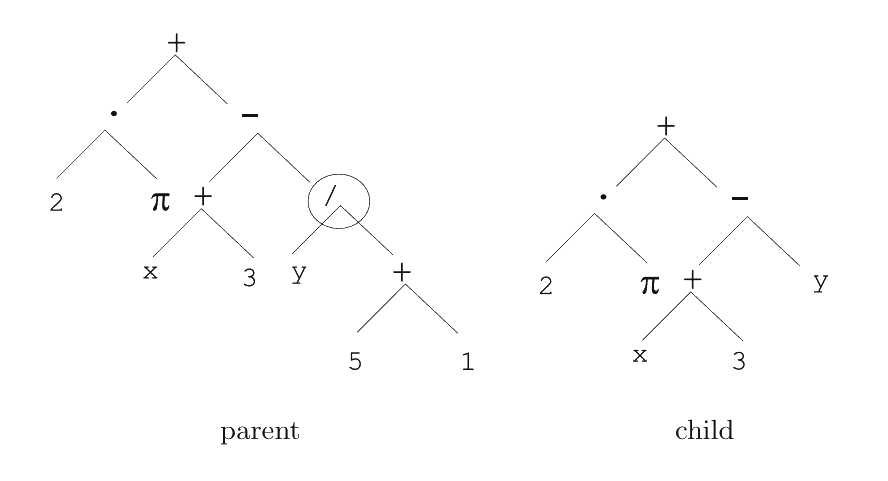 +
+
· −
·
−
2 π + /
x 3 y +
2 π + y
5 1
x 3
parent child